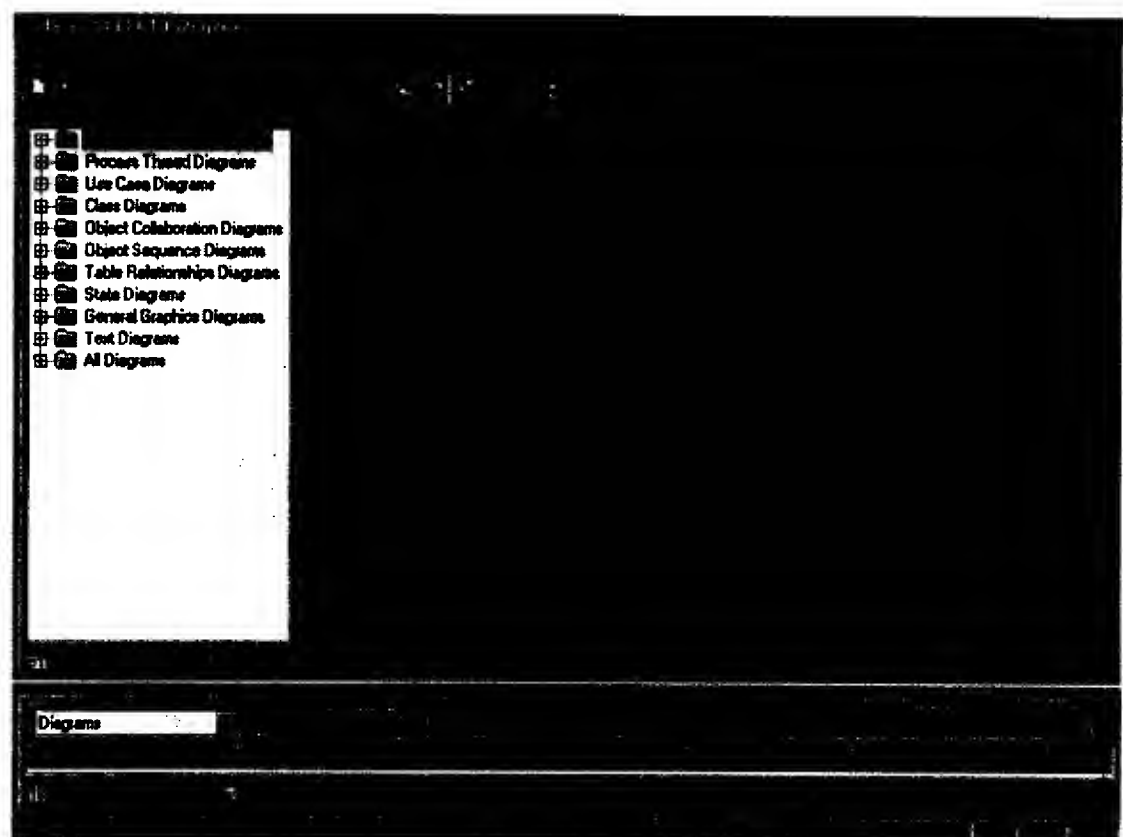 Process Thread Diagrams
Use Case Diagrams
Class Diagrams
Object Collaboration Diagrams
Object Sequence Diagrams
Table Relationships Diagrams
State Diagrams
General Graphics Diagrams
Text Diagrams
All Diagrams
Diagrams